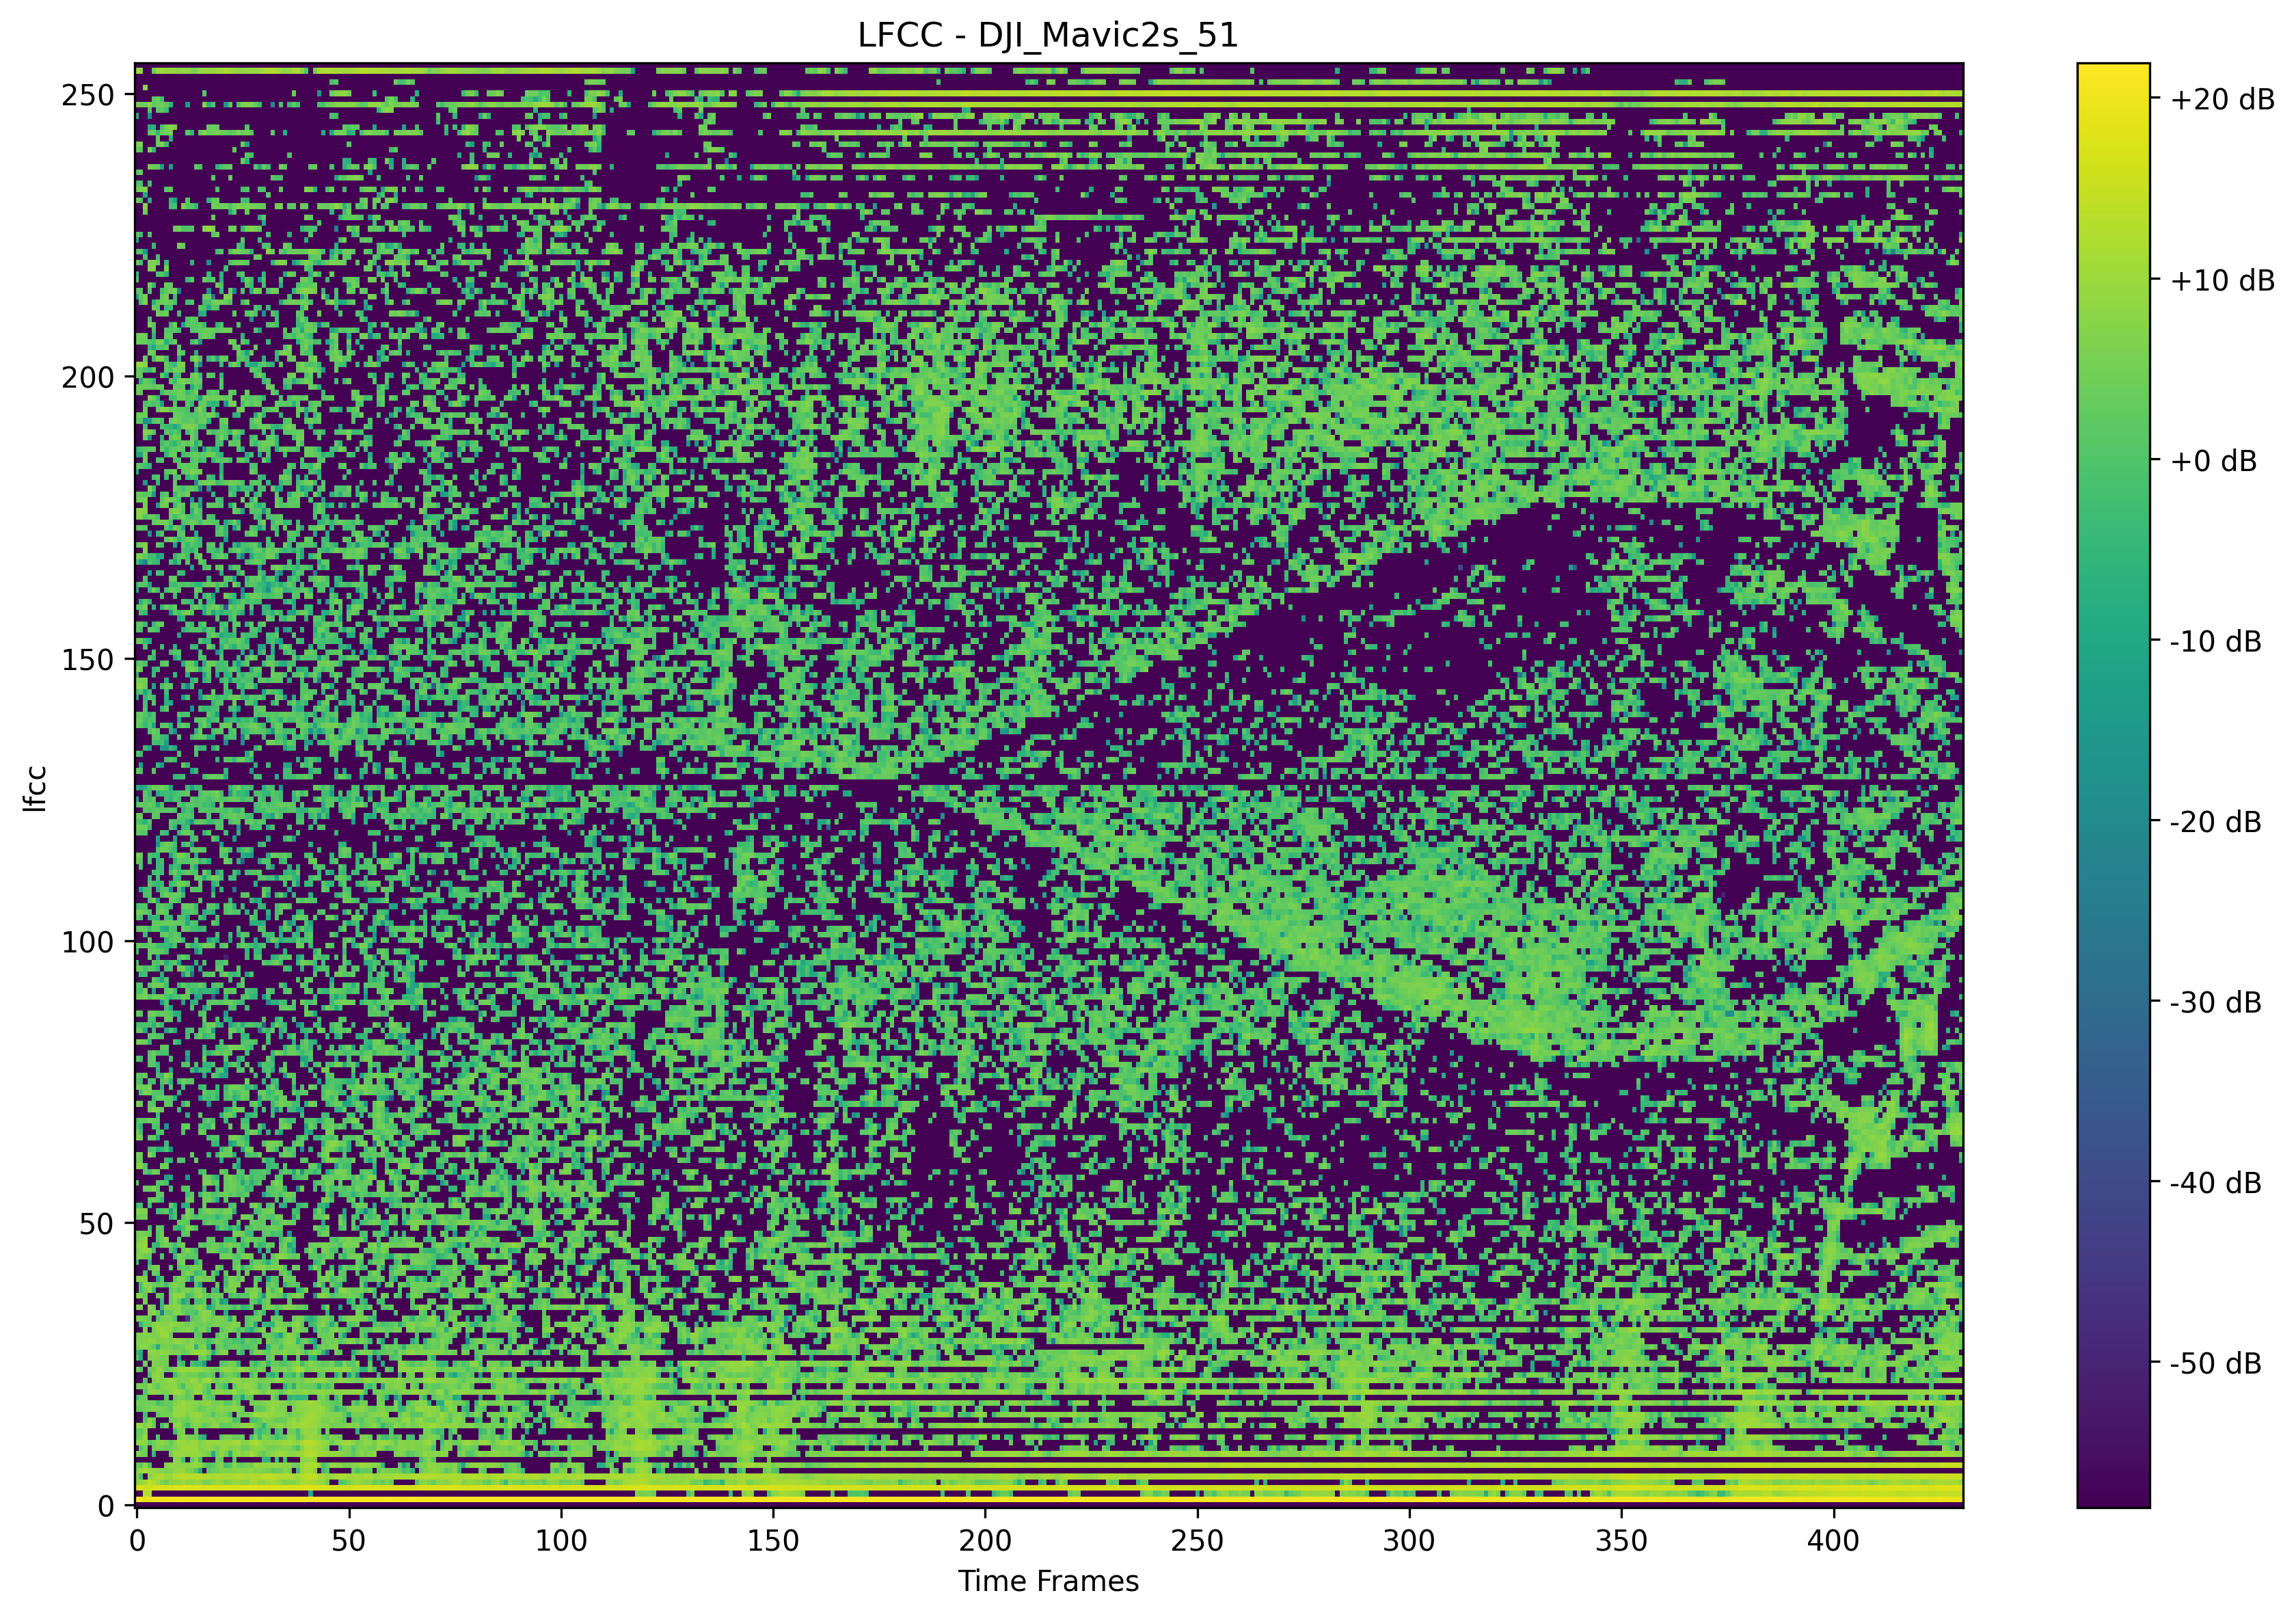 LFCC - DJI_Mavic2s_51
250
200
150
100
50
0
lfcc
0 50 100 150 200 250 300 350 400
Time Frames
+20 dB
+10 dB
+0 dB
-10 dB
-20 dB
-30 dB
-40 dB
-50 dB